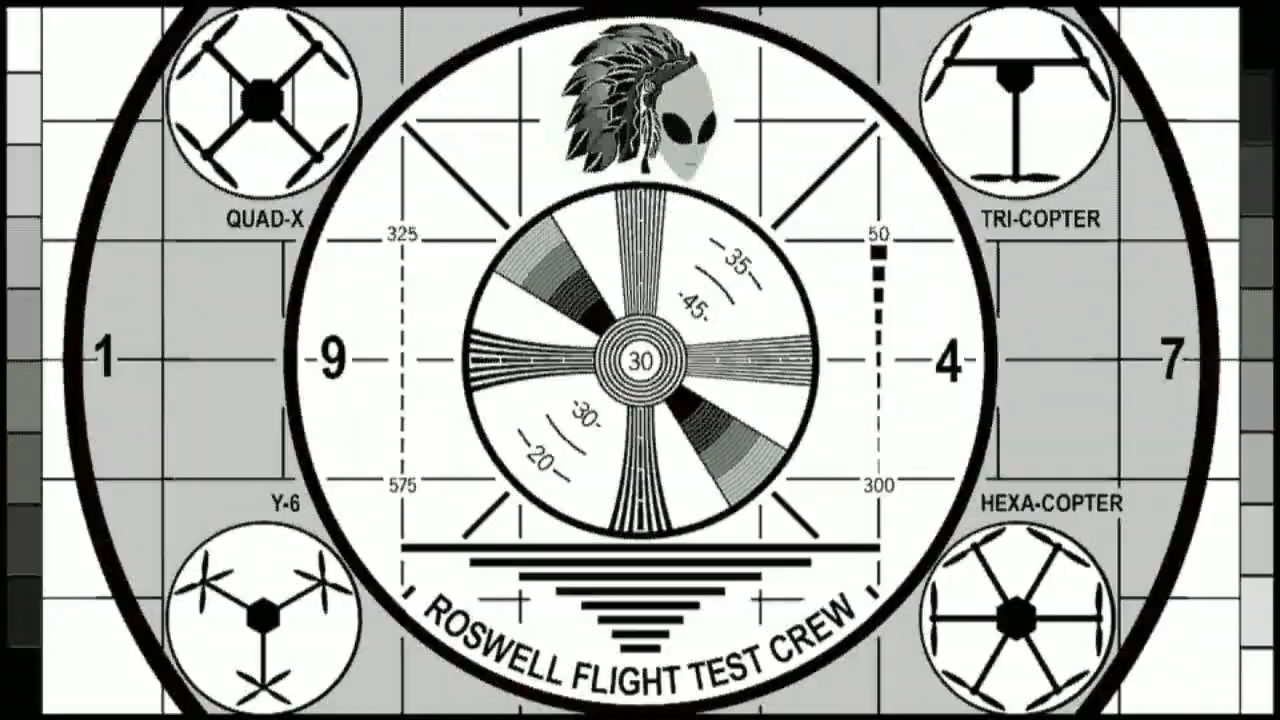 QUAD-X
TRI-COPTER
325
50
-35-
-45-
1
9
30
4
7
-30-
-20-
575
300
Y-6
HEXA-COPTER
ROSWELL FLIGHT TEST CREW